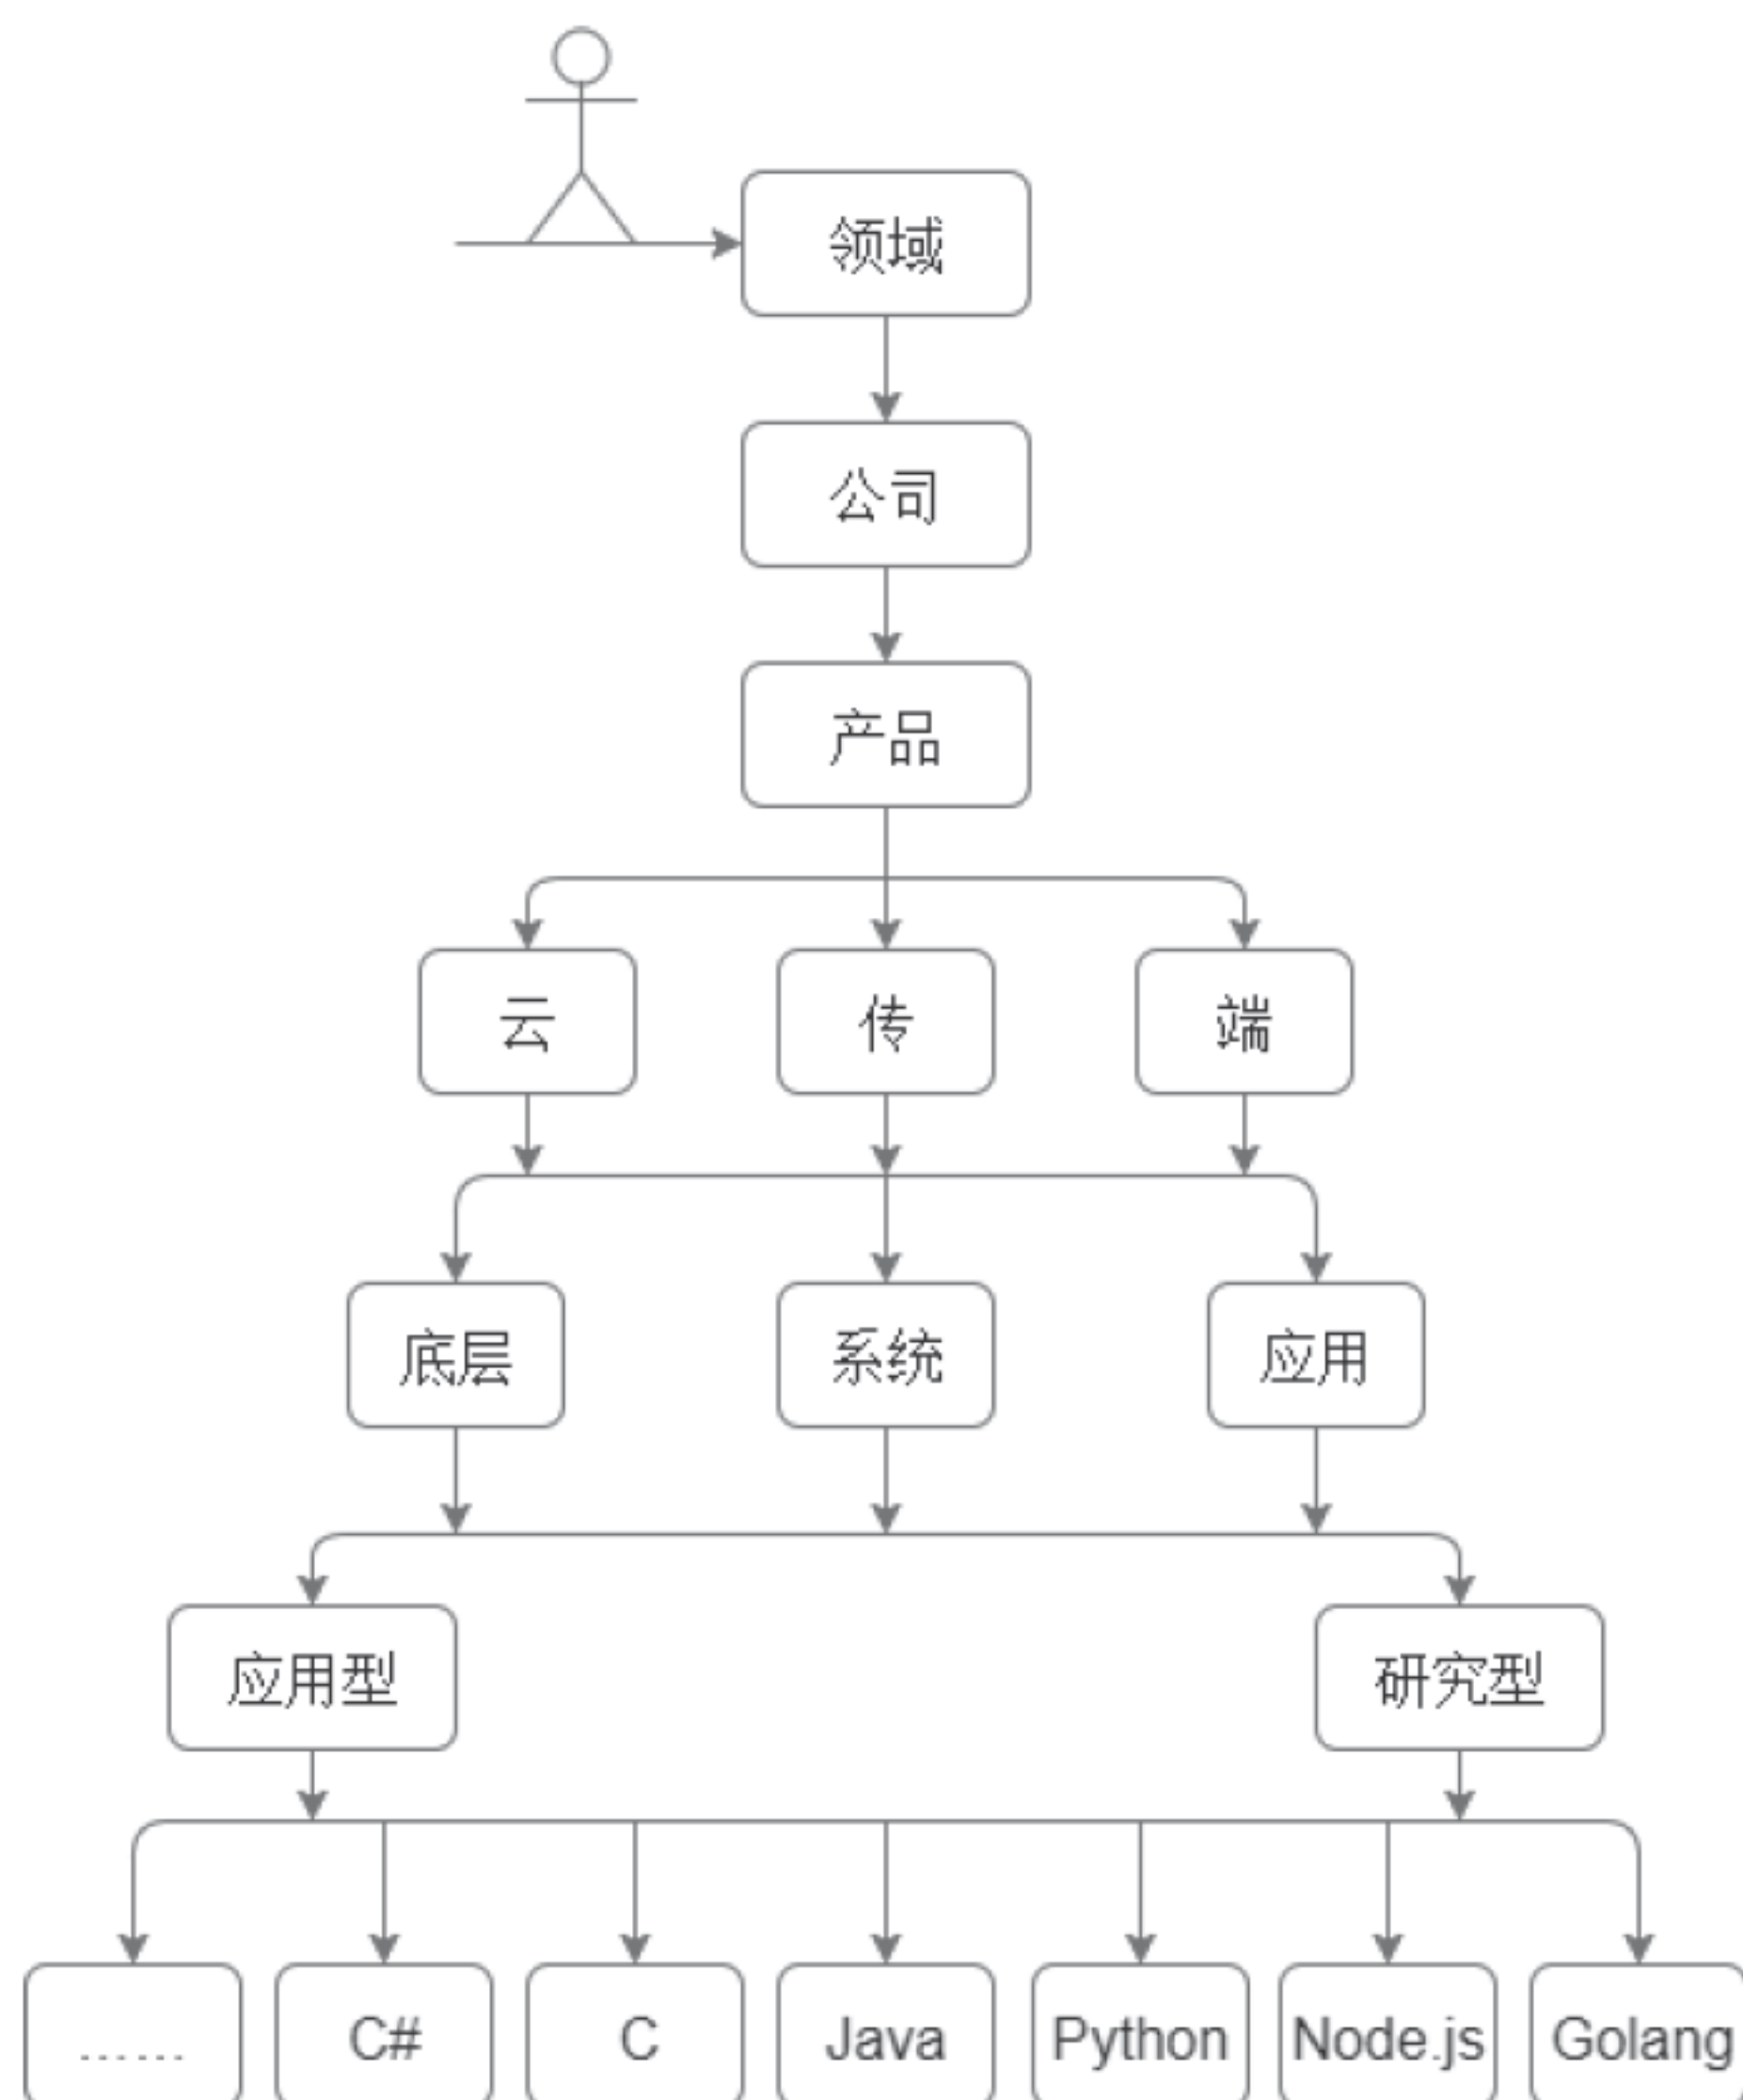 领域
公司
产品
云
传
端
底层
系统
应用
应用型
研究型
……
C#
C
Java
Python
Node.js
Golang